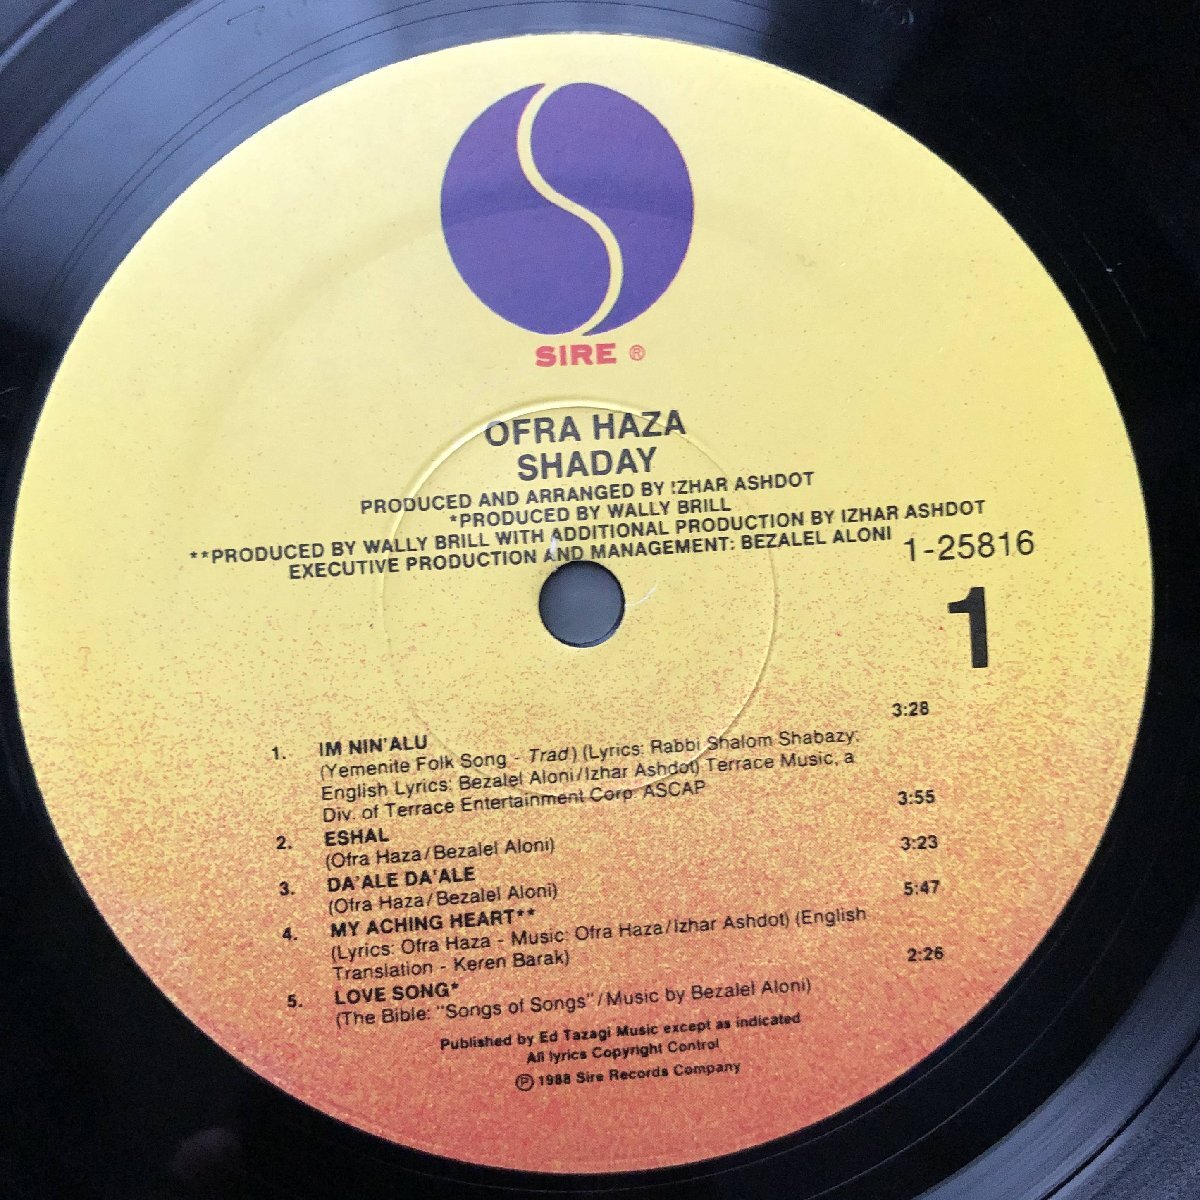 SIRE ®
OFRA HAZA
SHADAY
PRODUCED AND ARRANGED BY IZHAR ASHDOT
*PRODUCED BY WALLY BRILL
**PRODUCED BY WALLY BRILL WITH ADDITIONAL PRODUCTION BY IZHAR ASHDOT
EXECUTIVE PRODUCTION AND MANAGEMENT: BEZALEL ALONI
1-25816
1
1. IM NIN'ALU 3:28
(Yemenite Folk Song - Trad) (Lyrics: Rabbi Shalom Shabazy:
English Lyrics: Bezalel Aloni/Izhar Ashdot) Terrace Music, a
Div. of Terrace Entertainment Corp. ASCAP
2. ESHAL 3:55
(Ofra Haza/Bezalel Aloni)
3. DA'ALE DA'ALE 3:23
(Ofra Haza/Bezalel Aloni)
4. MY ACHING HEART** 5:47
(Lyrics: Ofra Haza - Music: Ofra Haza/Izhar Ashdot) (English
Translation - Keren Barak)
5. LOVE SONG* 2:26
(The Bible: "Songs of Songs"/Music by Bezalel Aloni)
Published by Ed Tazagi Music except as indicated
All lyrics Copyright Control
℗ 1988 Sire Records Company